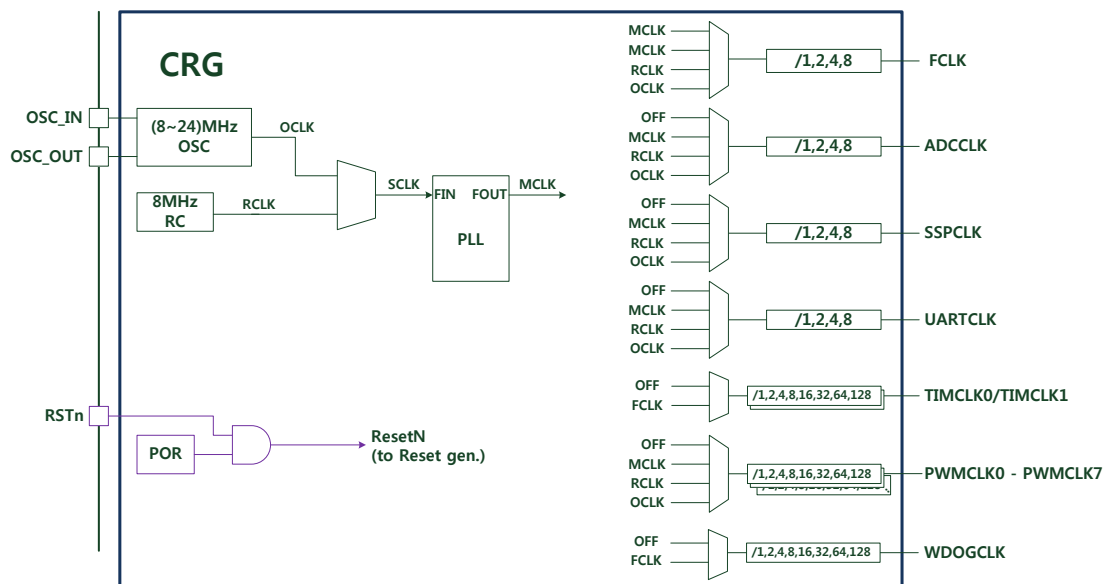 CRG
OSC_IN
OSC_OUT
(8~24)MHz
OSC
OCLK
8MHz
RC
RCLK
SCLK
FIN
FOUT
PLL
MCLK
RSTn
POR
ResetN
(to Reset gen.)
MCLK
MCLK
RCLK
OCLK
/1,2,4,8
FCLK
OFF
MCLK
RCLK
OCLK
/1,2,4,8
ADCCLK
OFF
MCLK
RCLK
OCLK
/1,2,4,8
SSPCLK
OFF
MCLK
RCLK
OCLK
/1,2,4,8
UARTCLK
OFF
FCLK
/1,2,4,8,16,32,64,128
TIMCLK0/TIMCLK1
OFF
MCLK
RCLK
OCLK
/1,2,4,8,16,32,64,128
PWMCLK0 - PWMCLK7
OFF
FCLK
/1,2,4,8,16,32,64,128
WDOGCLK